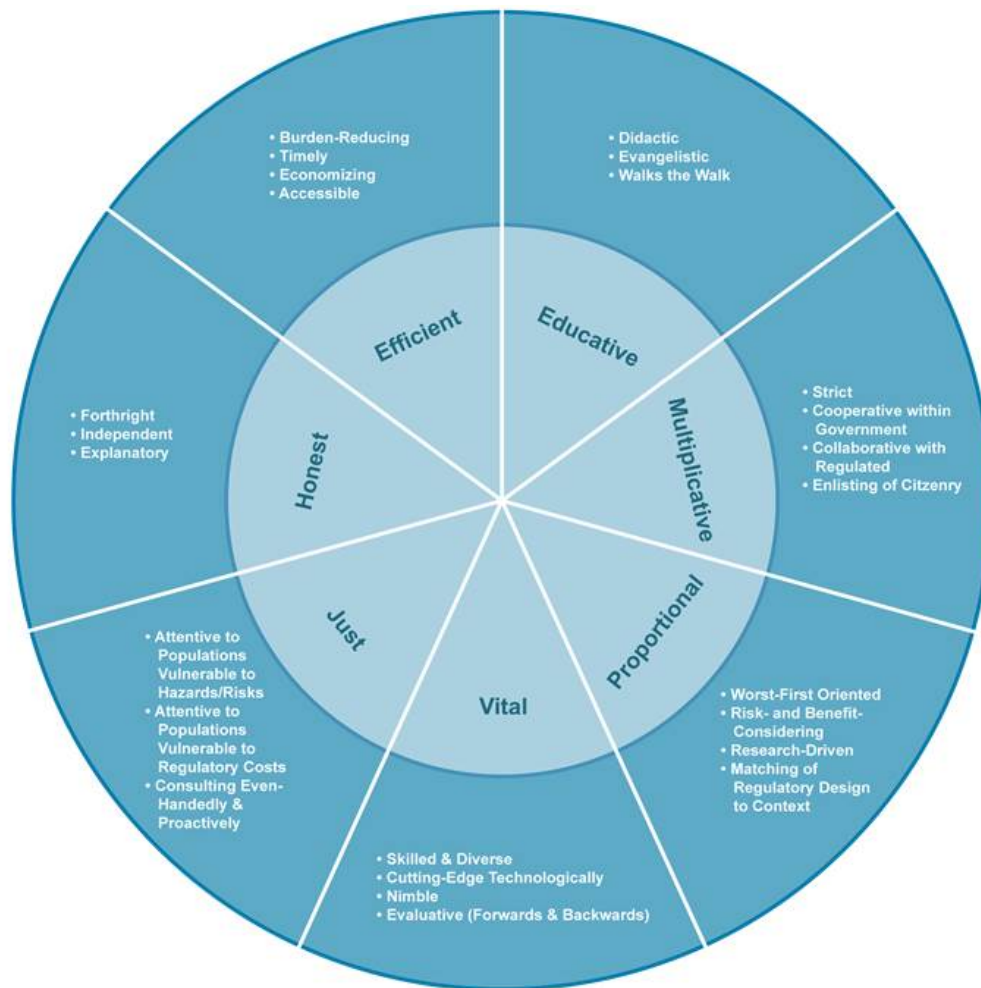 • Burden-Reducing
• Timely
• Economizing
• Accessible
• Didactic
• Evangelistic
• Walks the Walk
Efficient
Educative
• Forthright
• Independent
• Explanatory
Honest
Multiplicative
• Strict
• Cooperative within
Government
• Collaborative with
Regulated
• Enlisting of Citzenry
• Attentive to
Populations
Vulnerable to
Hazards/Risks
• Attentive to
Populations
Vulnerable to
Regulatory Costs
• Consulting Even-
Handedly &
Proactively
Just
Vital
Proportional
• Worst-First Oriented
• Risk- and Benefit-
Considering
• Research-Driven
• Matching of
Regulatory Design
to Context
• Skilled & Diverse
• Cutting-Edge Technologically
• Nimble
• Evaluative (Forwards & Backwards)